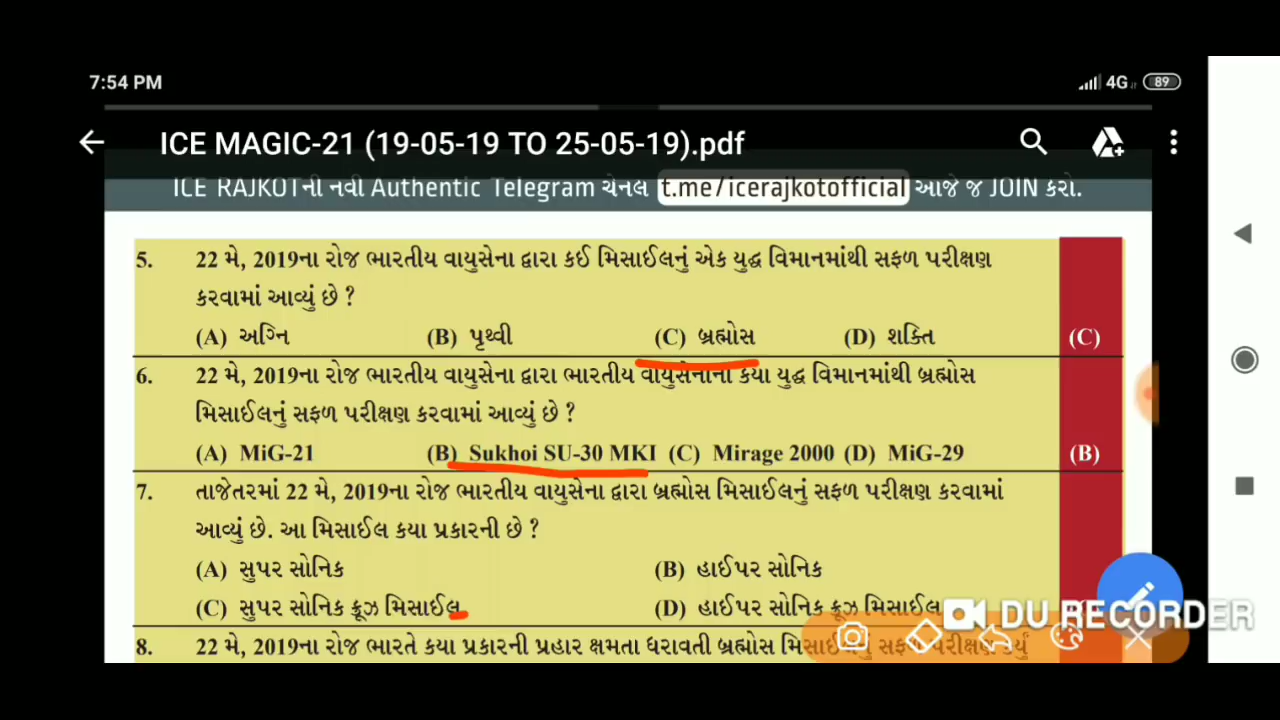 7:54 PM 4G 89
ICE MAGIC-21 (19-05-19 TO 25-05-19).pdf
ICE RAJKOTની નવી Authentic Telegram ચેનલ t.me/icerajkotofficial આજે જ JOIN કરો.
5. 22 મે, 2019ના રોજ ભારતીય વાયુસેના દ્વારા કઈ મિસાઈલનું એક યુદ્ધ વિમાનમાંથી સફળ પરીક્ષણ
કરવામાં આવ્યું છે ?
(A) અગ્નિ (B) પૃથ્વી (C) બ્રહ્મોસ (D) શક્તિ (C)
6. 22 મે, 2019ના રોજ ભારતીય વાયુસેના દ્વારા ભારતીય વાયુસેનાના કયા યુદ્ધ વિમાનમાંથી બ્રહ્મોસ
મિસાઈલનું સફળ પરીક્ષણ કરવામાં આવ્યું છે ?
(A) MiG-21 (B) Sukhoi SU-30 MKI (C) Mirage 2000 (D) MiG-29 (B)
7. તાજેતરમાં 22 મે, 2019ના રોજ ભારતીય વાયુસેના દ્વારા બ્રહ્મોસ મિસાઈલનું સફળ પરીક્ષણ કરવામાં
આવ્યું છે. આ મિસાઈલ કયા પ્રકારની છે ?
(A) સુપર સોનિક (B) હાઈપર સોનિક
(C) સુપર સોનિક ક્રૂઝ મિસાઈલ (D) હાઈપર સોનિક ક્રૂઝ મિસાઈલ
DU RECORDER
8. 22 મે, 2019ના રોજ ભારતે કયા પ્રકારની પ્રહાર ક્ષમતા ધરાવતી બ્રહ્મોસ મિસાઈલનું સફળ પરીક્ષણ કર્યું